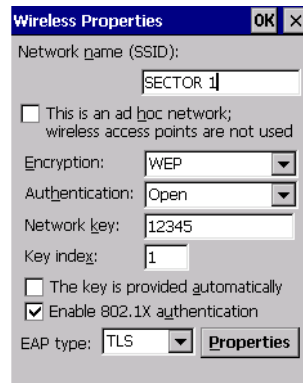 Wireless Properties OK ×
Network name (SSID):
SECTOR 1
This is an ad hoc network;
wireless access points are not used
Encryption: WEP
Authentication: Open
Network key: 12345
Key index: 1
The key is provided automatically
Enable 802.1X authentication
EAP type: TLS Properties